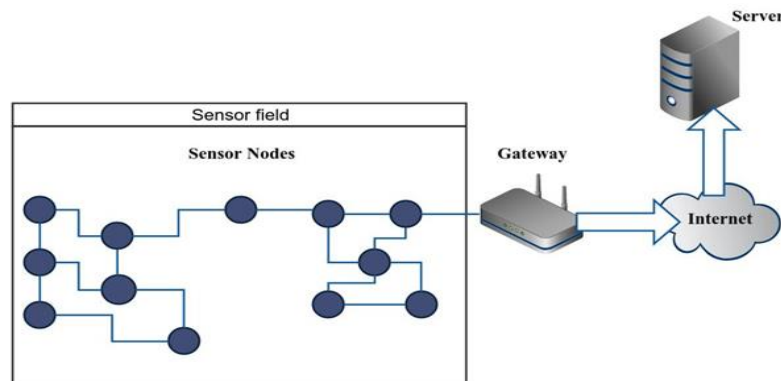 Server
Sensor field
Sensor Nodes
Gateway
Internet